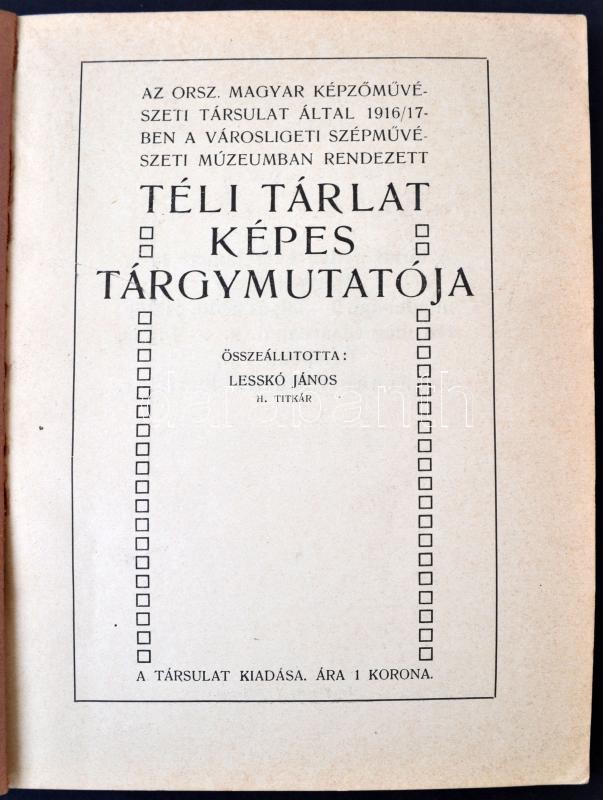 AZ ORSZ. MAGYAR KÉPZŐMŰVÉ-
SZETI TÁRSULAT ÁLTAL 1916/17-
BEN A VÁROSLIGETI SZÉPMŰVÉ-
SZETI MÚZEUMBAN RENDEZETT
TÉLI TÁRLAT
KÉPES
TÁRGYMUTATÓJA
ÖSSZEÁLLITOTTA:
LESSKÓ JÁNOS
H. TITKÁR
darabanth
A TÁRSULAT KIADÁSA. ÁRA 1 KORONA.